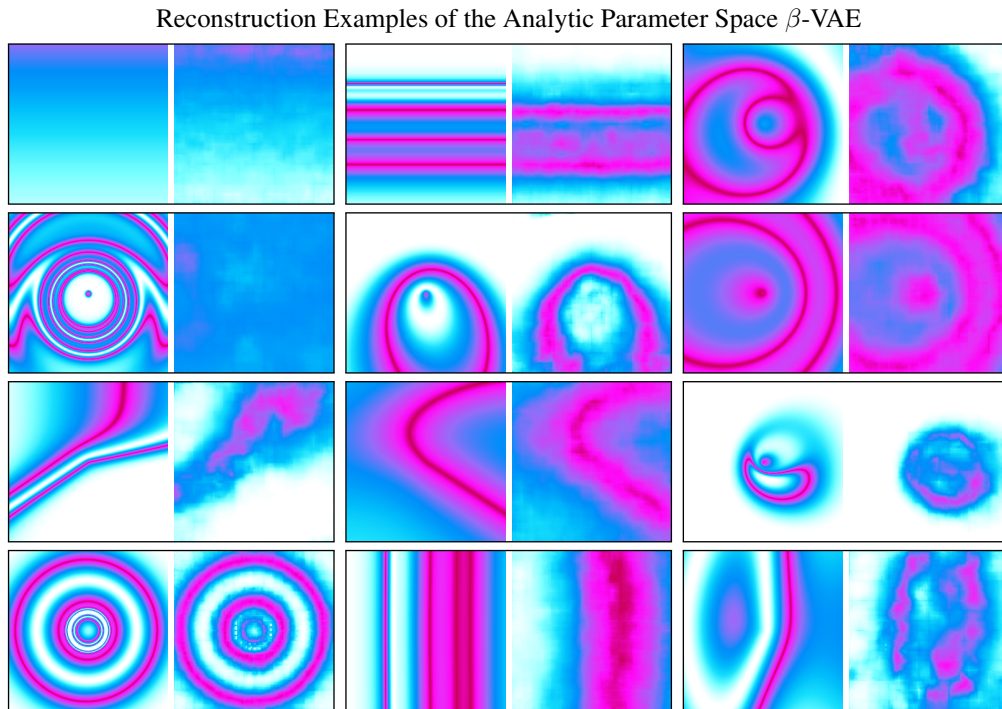 Reconstruction Examples of the Analytic Parameter Space β-VAE